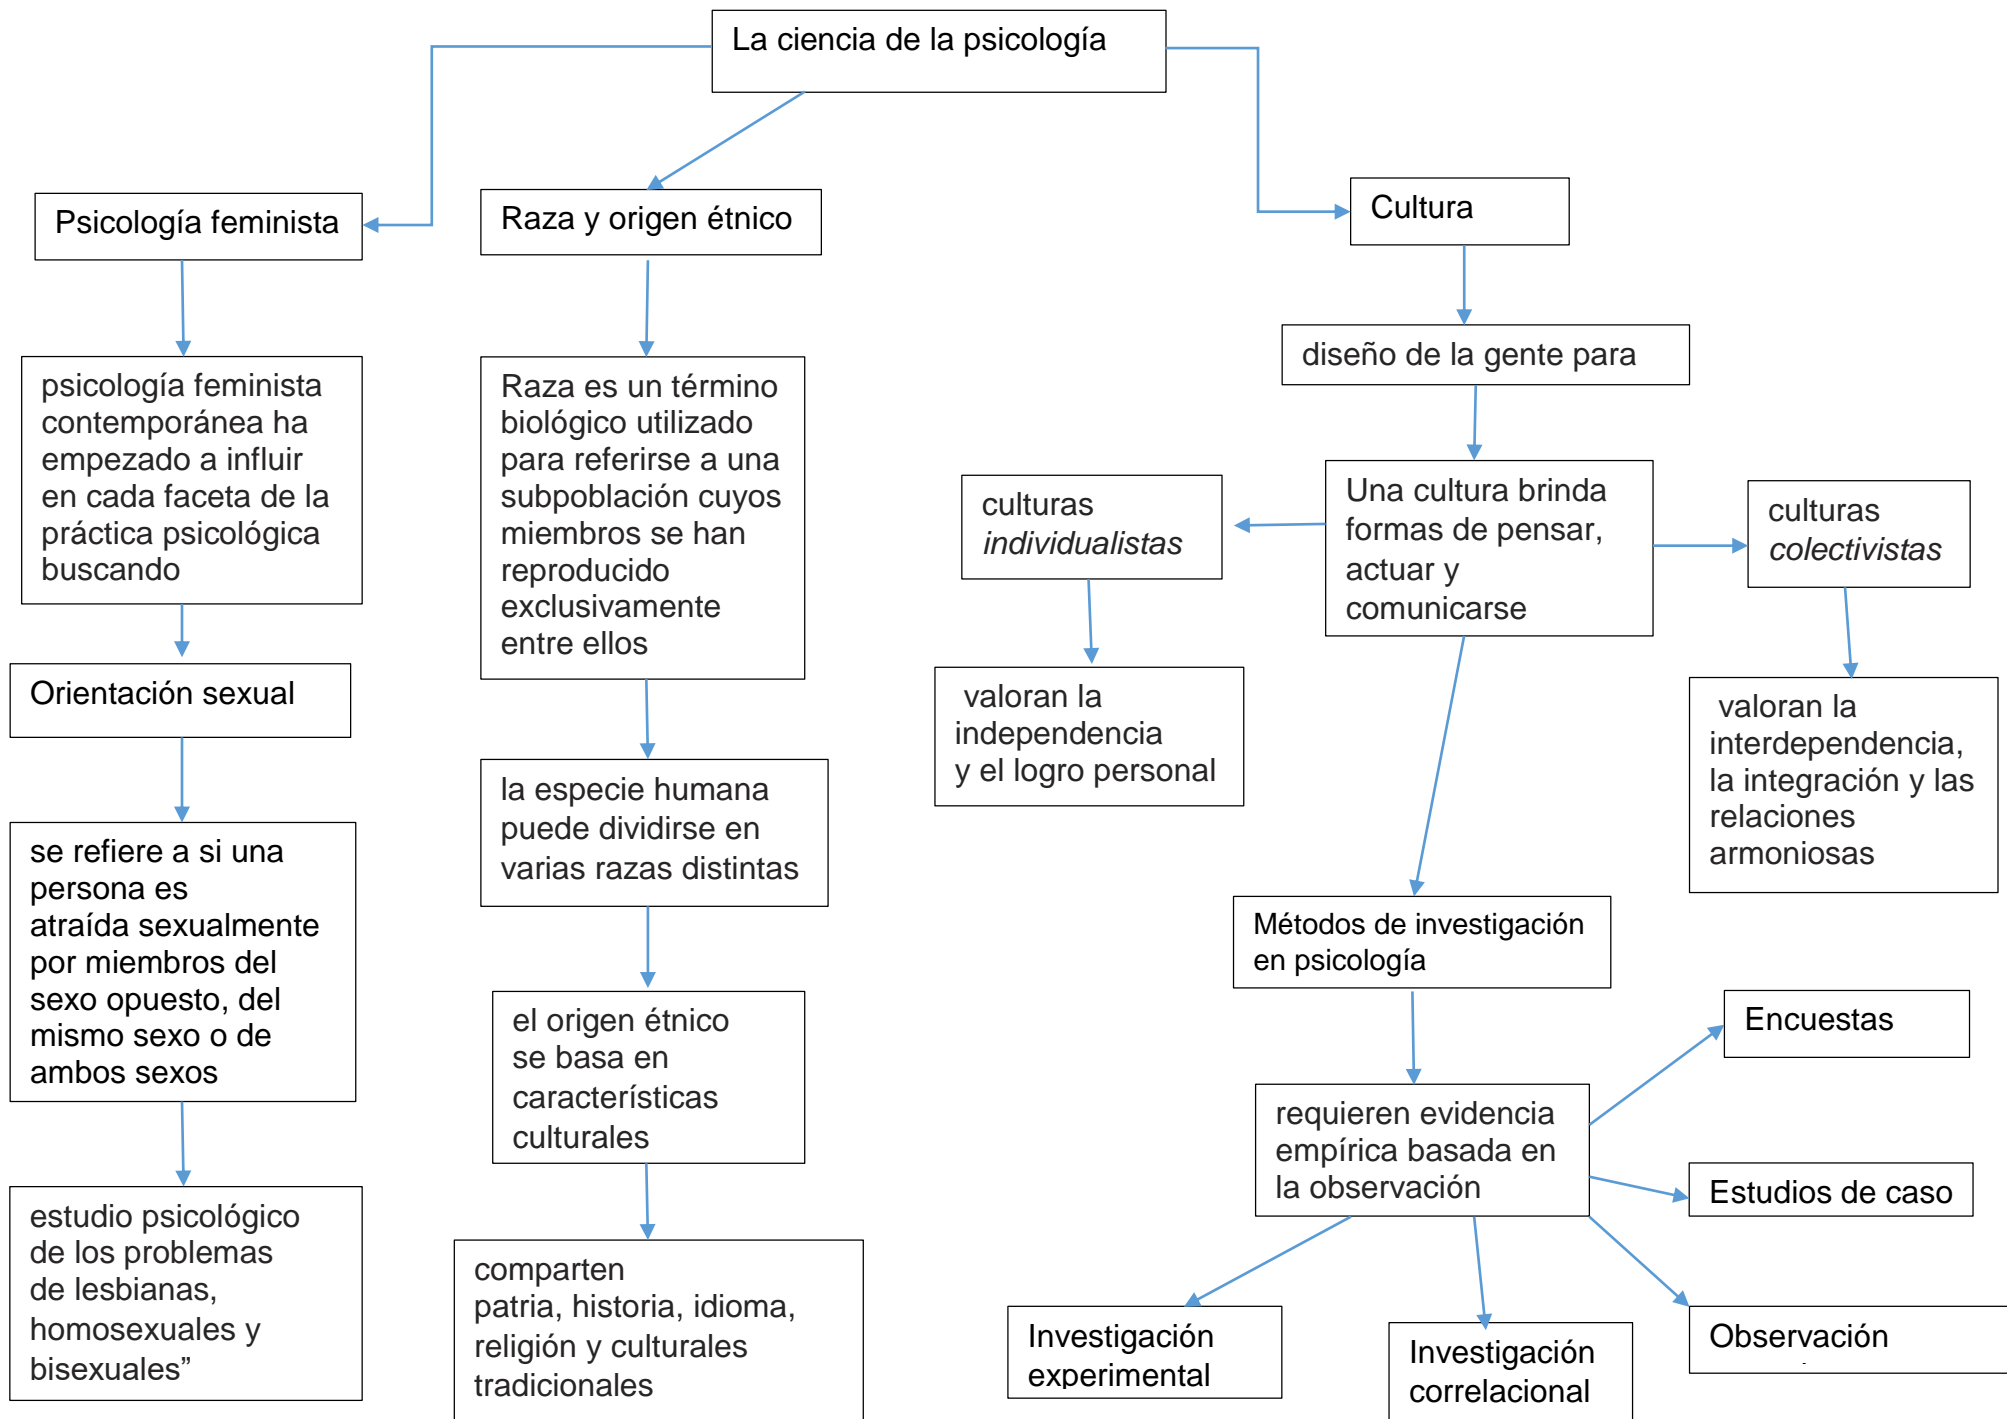 La ciencia de la psicología
Psicología feminista
Raza y origen étnico
Cultura
psicología feminista
contemporánea ha
empezado a influir
en cada faceta de la
práctica psicológica
buscando
Orientación sexual
se refiere a si una
persona es
atraída sexualmente
por miembros del
sexo opuesto, del
mismo sexo o de
ambos sexos
estudio psicológico
de los problemas
de lesbianas,
homosexuales y
bisexuales”
Raza es un término
biológico utilizado
para referirse a una
subpoblación cuyos
miembros se han
reproducido
exclusivamente
entre ellos
la especie humana
puede dividirse en
varias razas distintas
el origen étnico
se basa en
características
culturales
comparten
patria, historia, idioma,
religión y culturales
tradicionales
diseño de la gente para
Una cultura brinda
formas de pensar,
actuar y
comunicarse
culturas
individualistas
valoran la
independencia
y el logro personal
culturas
colectivistas
valoran la
interdependencia,
la integración y las
relaciones
armoniosas
Métodos de investigación
en psicología
requieren evidencia
empírica basada en
la observación
Encuestas
Estudios de caso
Observación
Investigación
correlacional
Investigación
experimental